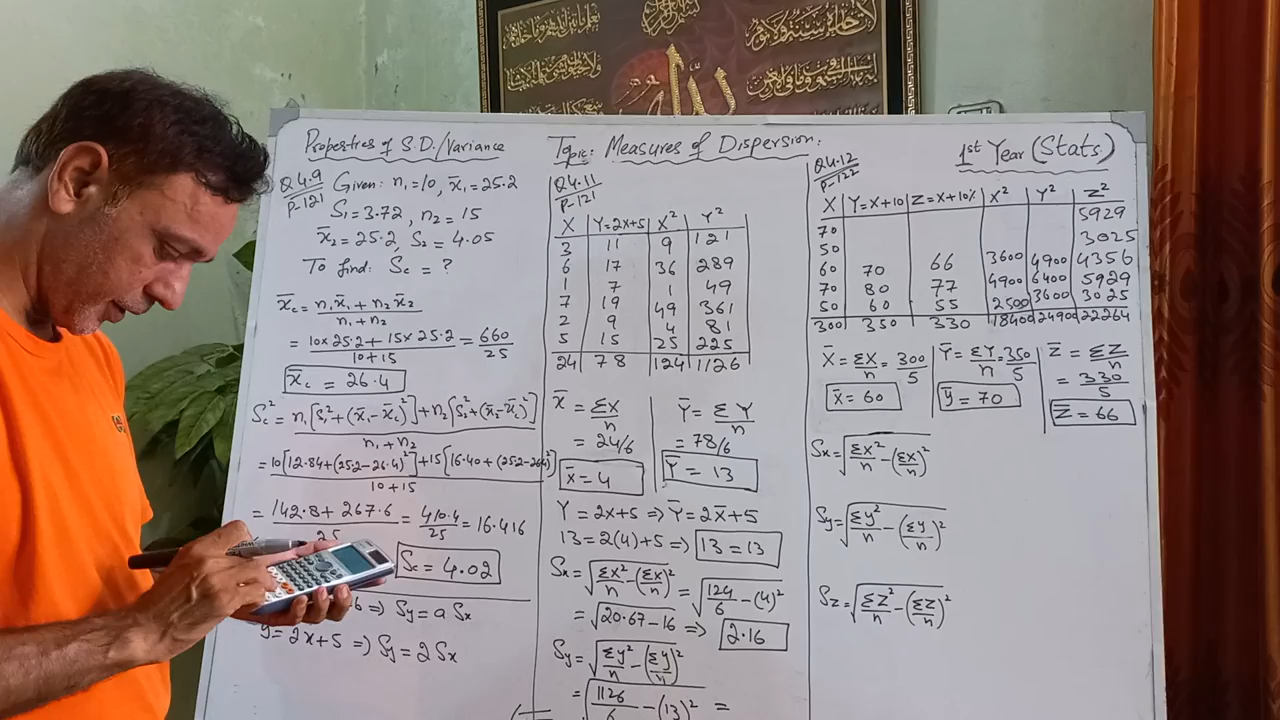 Properties of S.D./Variance
Topic: Measures of Dispersion.
1st Year (Stats.)
Q4.9
P-121
Given: n₁=10, x̄₁=25.2
S₁=3.72, n₂=15
x̄₂=25.2, S₂=4.05
To find: Sc = ?
x̄c = (n₁x̄₁ + n₂x̄₂)/(n₁+n₂)
= (10×25.2+15×25.2)/(10+15) = 660/25
x̄c = 26.4
Sc² = (n₁[S₁²+(x̄₁-x̄c)²]+n₂[S₂²+(x̄₂-x̄c)²])/(n₁+n₂)
= (10[12.84+(25.2-26.4)²]+15[16.40+(25.2-26.4)²])/(10+15)
= (142.8+267.6)/25 = 410.4/25 = 16.416
Sc = 4.02
⇒ Sy = a Sx
y = 2x+5 ⇒ Sy = 2 Sx
Q4.11
P-121
X Y=2X+5 X² Y²
3 11 9 121
6 17 36 289
1 7 1 49
7 19 49 361
2 9 4 81
5 15 25 225
24 78 124 1126
x̄ = ΣX/n
= 24/6
x̄ = 4
Ȳ = ΣY/n
= 78/6
Ȳ = 13
Y = 2x+5 ⇒ Ȳ = 2x̄+5
13 = 2(4)+5 ⇒ 13 = 13
Sx = √(Σx²/n - (Σx/n)²) = √(124/6 - (4)²)
= √(20.67-16) ⇒ 2.16
Sy = √(Σy²/n - (Σy/n)²)
= √(1126/6 - (13)²) =
Q4.12
P-122
X Y=X+10 Z=X+10% X² Y² Z²
70 5929
50 3025
60 70 66 3600 4900 4356
70 80 77 4900 6400 5929
50 60 55 2500 3600 3025
300 350 330 18400 24900 22264
X̄ = ΣX/n = 300/5
x̄ = 60
Ȳ = ΣY/n = 350/5
ȳ = 70
Z̄ = ΣZ/n
= 330/5
Z̄ = 66
Sx = √(Σx²/n - (Σx/n)²)
Sy = √(Σy²/n - (Σy/n)²)
Sz = √(ΣZ²/n - (ΣZ/n)²)
الله